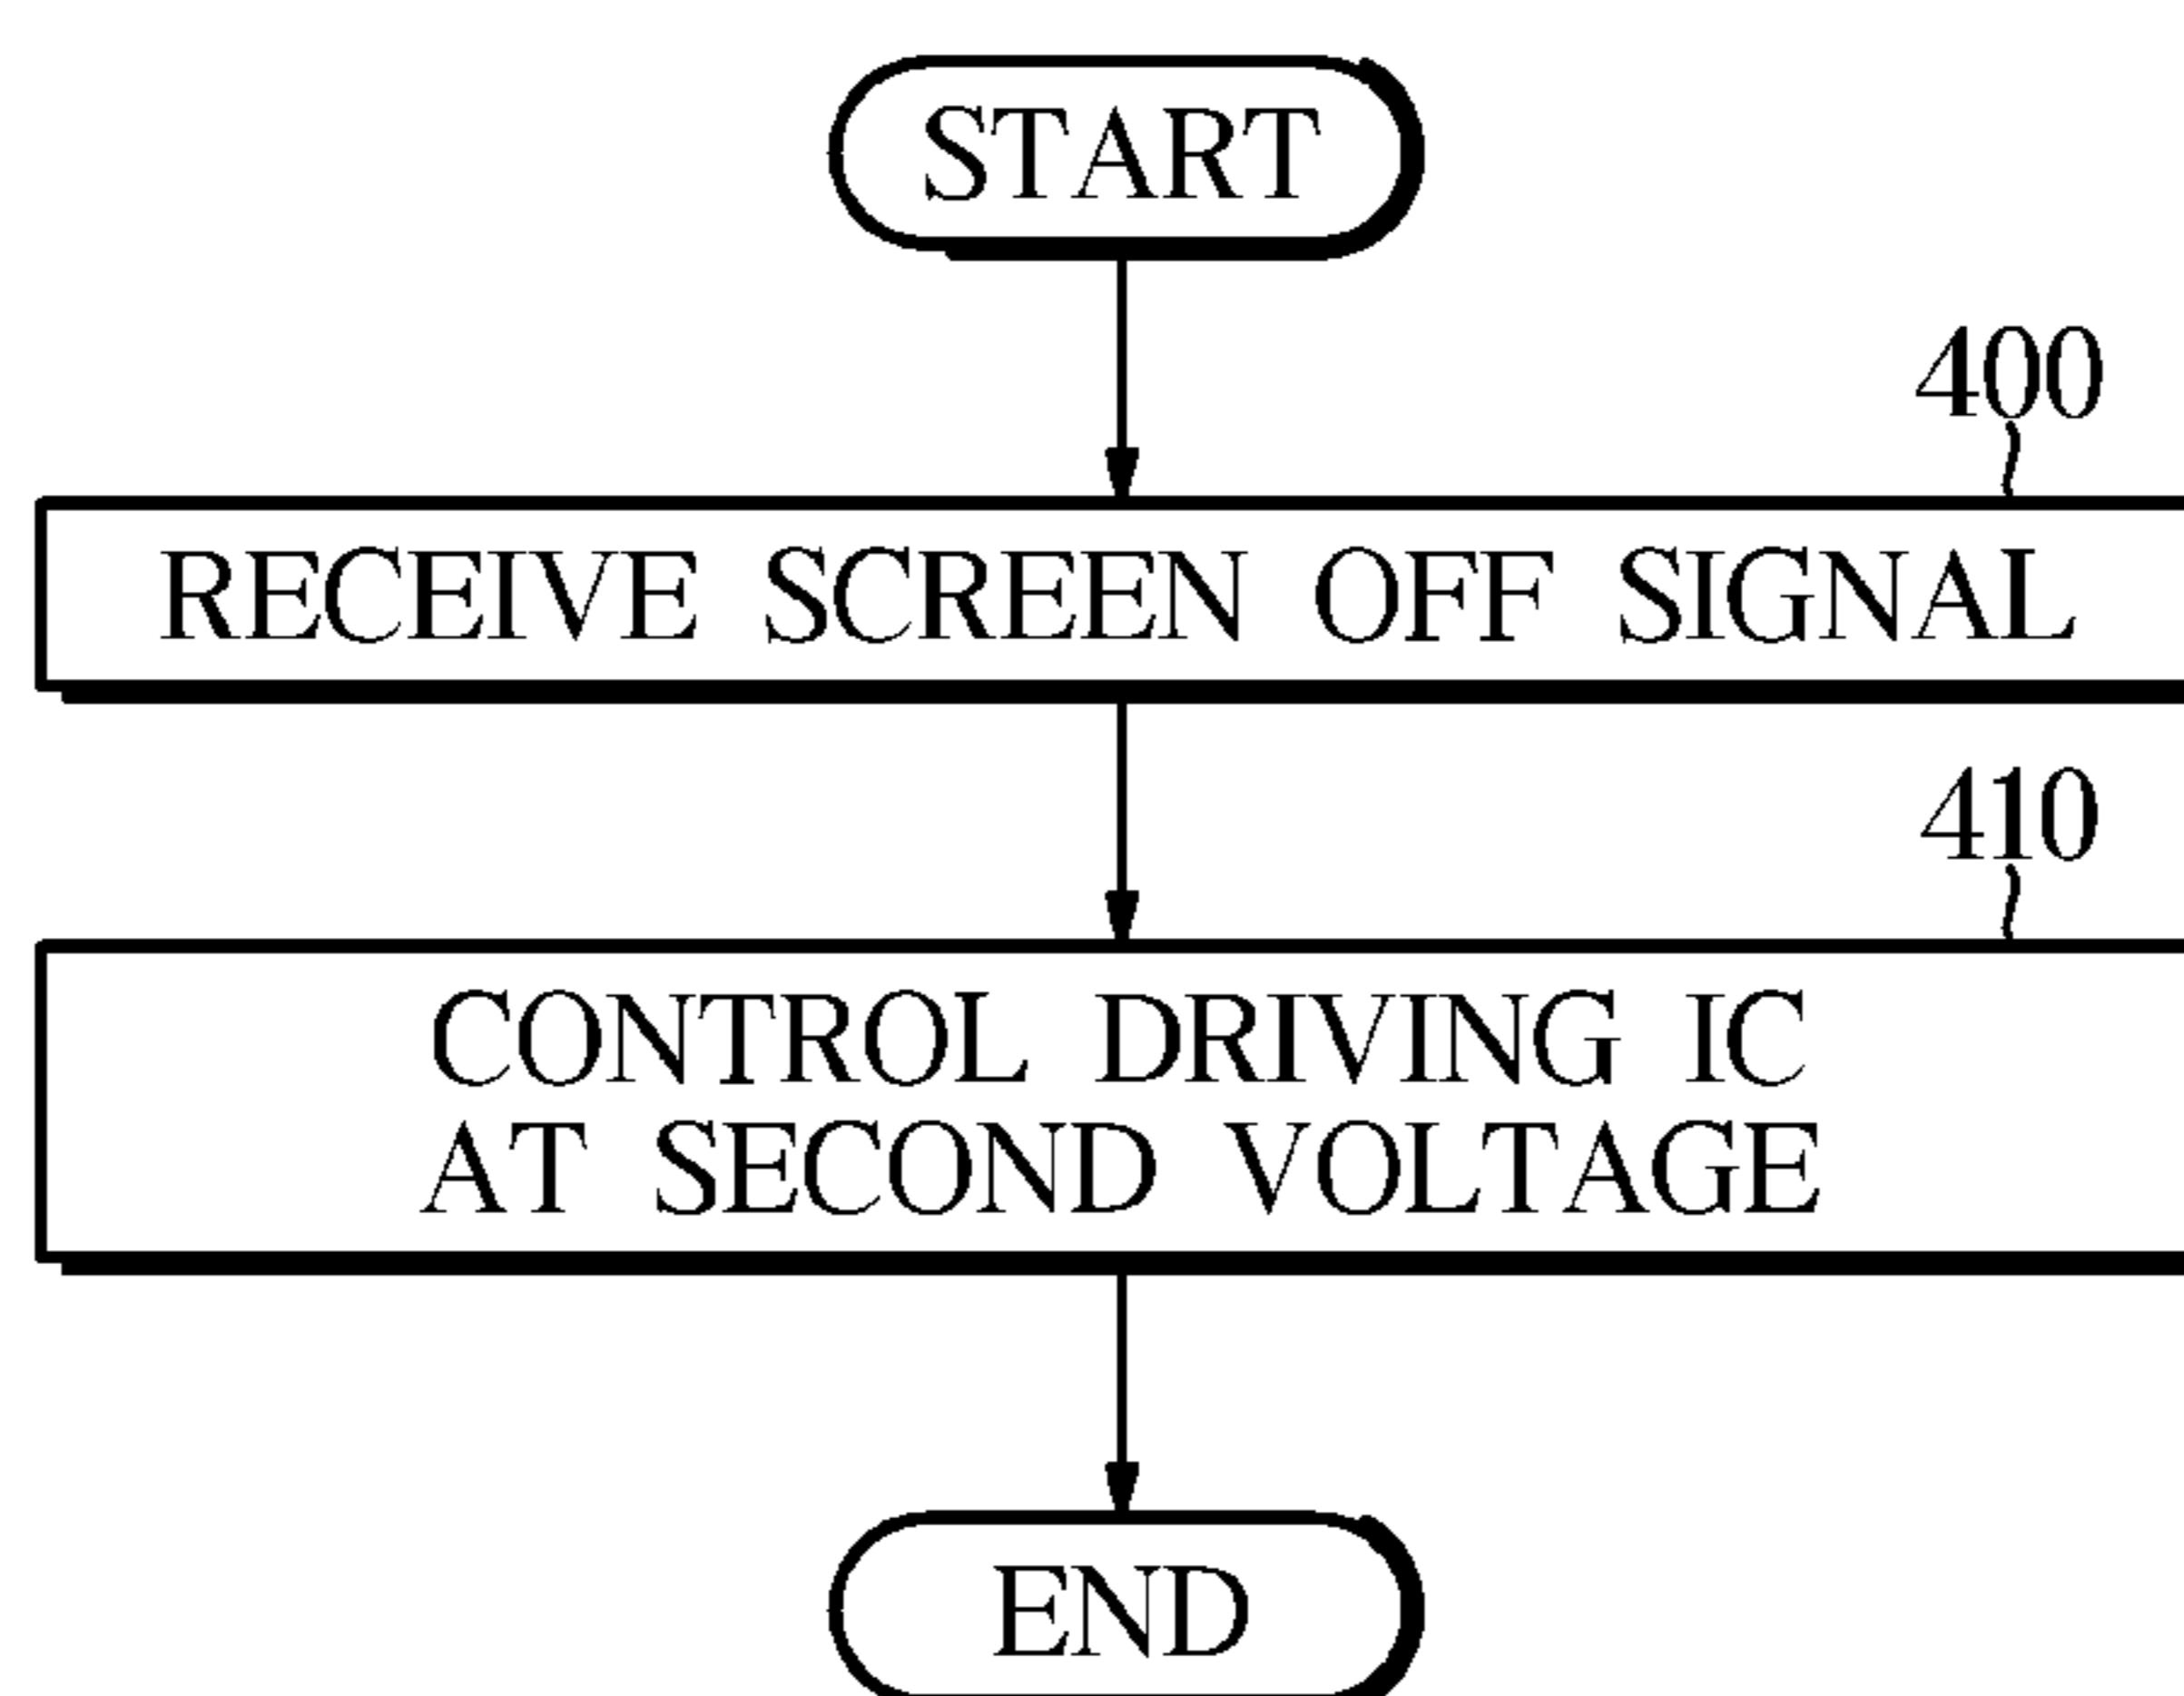 START
400
RECEIVE SCREEN OFF SIGNAL
410
CONTROL DRIVING IC
AT SECOND VOLTAGE
END